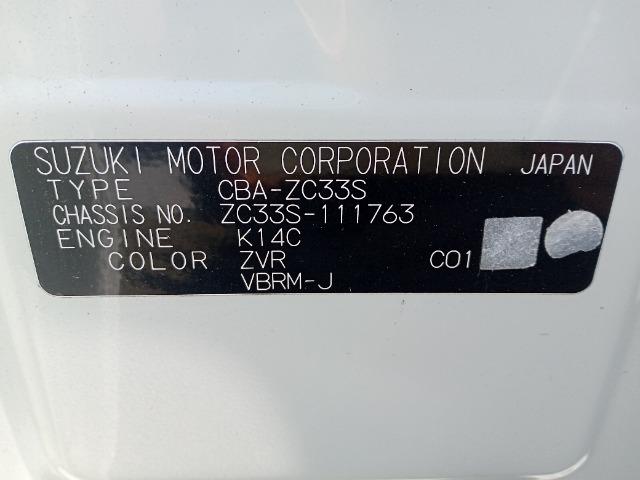 SUZUKI MOTOR CORPORATION JAPAN
TYPE CBA-ZC33S
CHASSIS NO. ZC33S-111763
ENGINE K14C
COLOR ZVR C01
VBRM-J